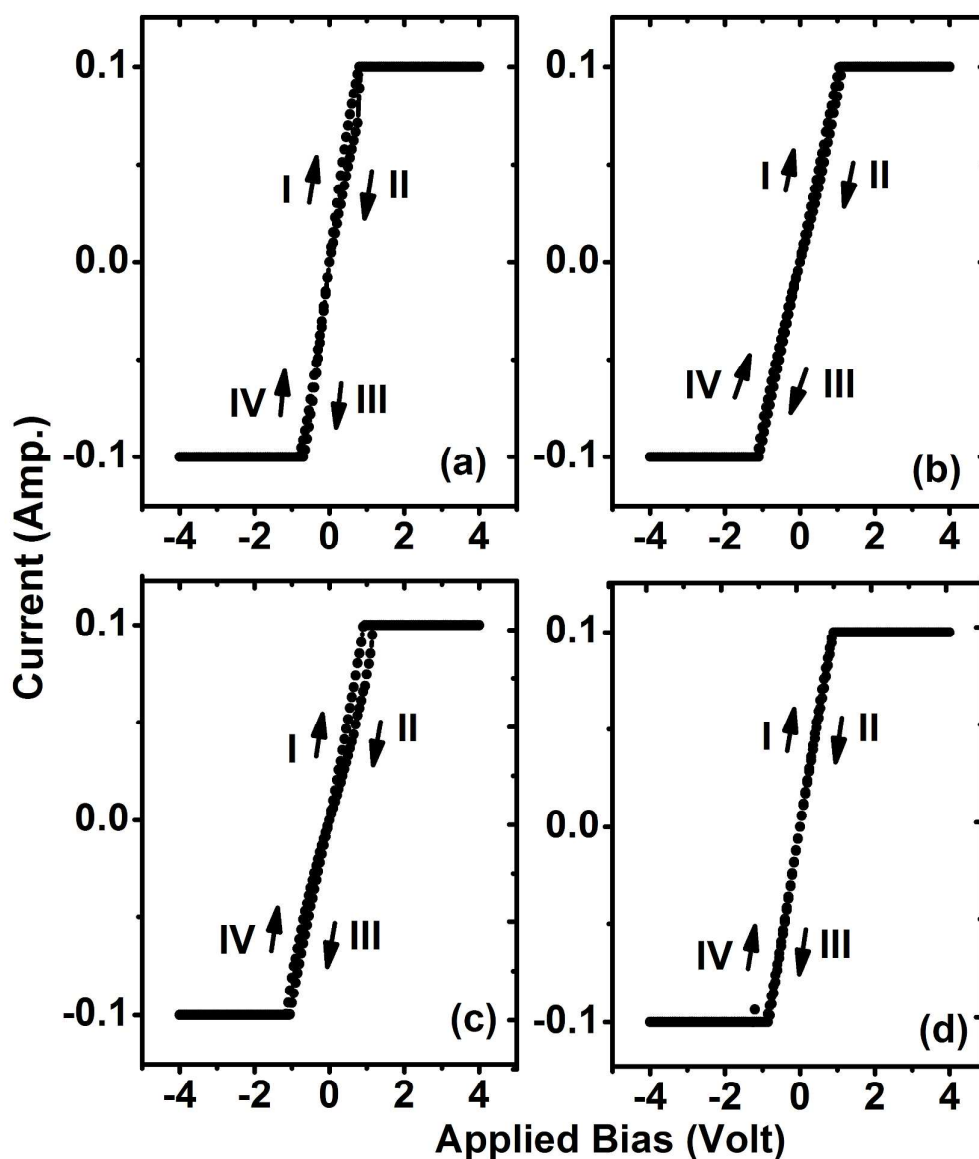 Current (Amp.)
0.1
0.0
-0.1
I
II
IV
III
(a)
-4 -2 0 2 4
0.1
0.0
-0.1
I
II
IV
III
(b)
-4 -2 0 2 4
0.1
0.0
-0.1
I
II
IV
III
(c)
-4 -2 0 2 4
0.1
0.0
-0.1
I
II
IV
III
(d)
-4 -2 0 2 4
Applied Bias (Volt)